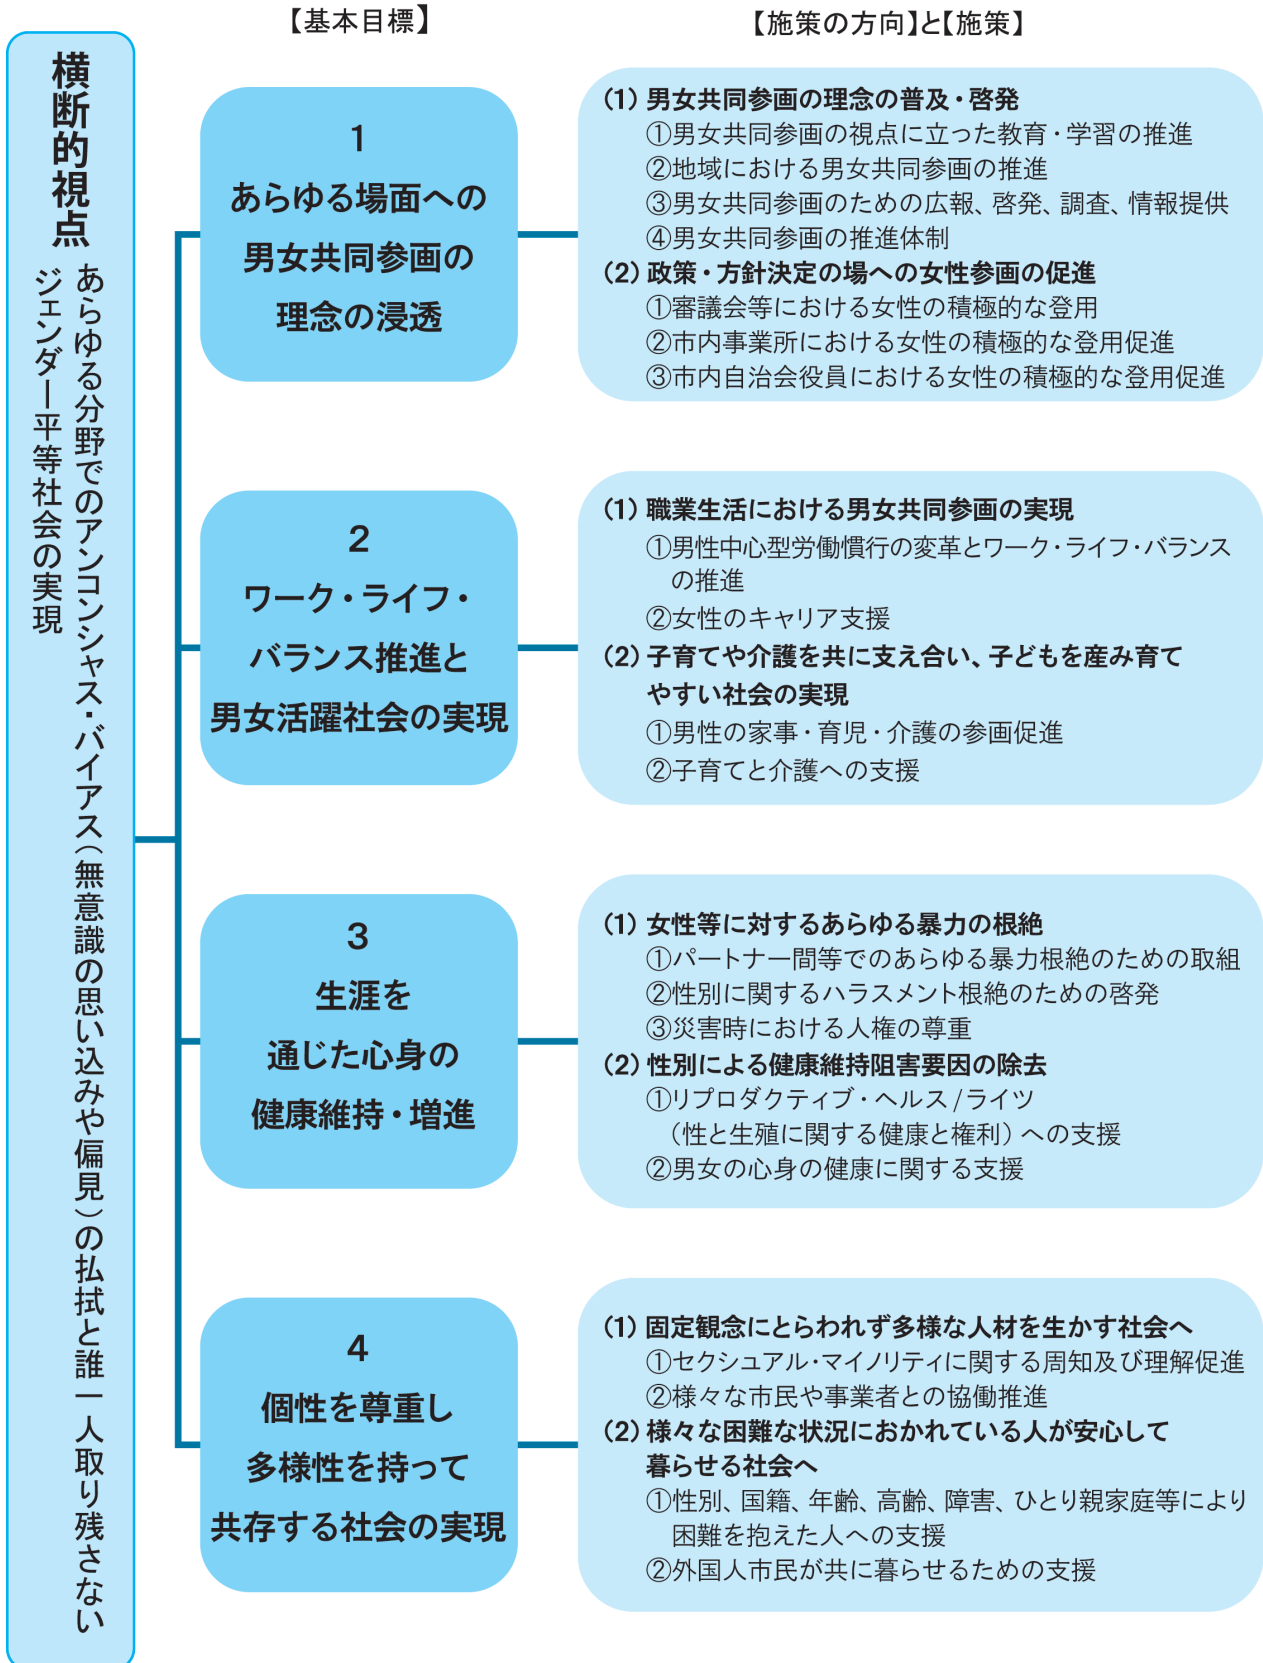 【基本目標】
【施策の方向】と【施策】
横断的視点
あらゆる分野でのアンコンシャス・バイアス(無意識の思い込みや偏見)の払拭と誰一人取り残さない
ジェンダー平等社会の実現
1
あらゆる場面への
男女共同参画の
理念の浸透
(1) 男女共同参画の理念の普及・啓発
①男女共同参画の視点に立った教育・学習の推進
②地域における男女共同参画の推進
③男女共同参画のための広報、啓発、調査、情報提供
④男女共同参画の推進体制
(2) 政策・方針決定の場への女性参画の促進
①審議会等における女性の積極的な登用
②市内事業所における女性の積極的な登用促進
③市内自治会役員における女性の積極的な登用促進
2
ワーク・ライフ・
バランス推進と
男女活躍社会の実現
(1) 職業生活における男女共同参画の実現
①男性中心型労働慣行の変革とワーク・ライフ・バランス
の推進
②女性のキャリア支援
(2) 子育てや介護を共に支え合い、子どもを産み育て
やすい社会の実現
①男性の家事・育児・介護の参画促進
②子育てと介護への支援
3
生涯を
通じた心身の
健康維持・増進
(1) 女性等に対するあらゆる暴力の根絶
①パートナー間等でのあらゆる暴力根絶のための取組
②性別に関するハラスメント根絶のための啓発
③災害時における人権の尊重
(2) 性別による健康維持阻害要因の除去
①リプロダクティブ・ヘルス/ライツ
(性と生殖に関する健康と権利)への支援
②男女の心身の健康に関する支援
4
個性を尊重し
多様性を持って
共存する社会の実現
(1) 固定観念にとらわれず多様な人材を生かす社会へ
①セクシュアル・マイノリティに関する周知及び理解促進
②様々な市民や事業者との協働推進
(2) 様々な困難な状況におかれている人が安心して
暮らせる社会へ
①性別、国籍、年齢、高齢、障害、ひとり親家庭等により
困難を抱えた人への支援
②外国人市民が共に暮らせるための支援